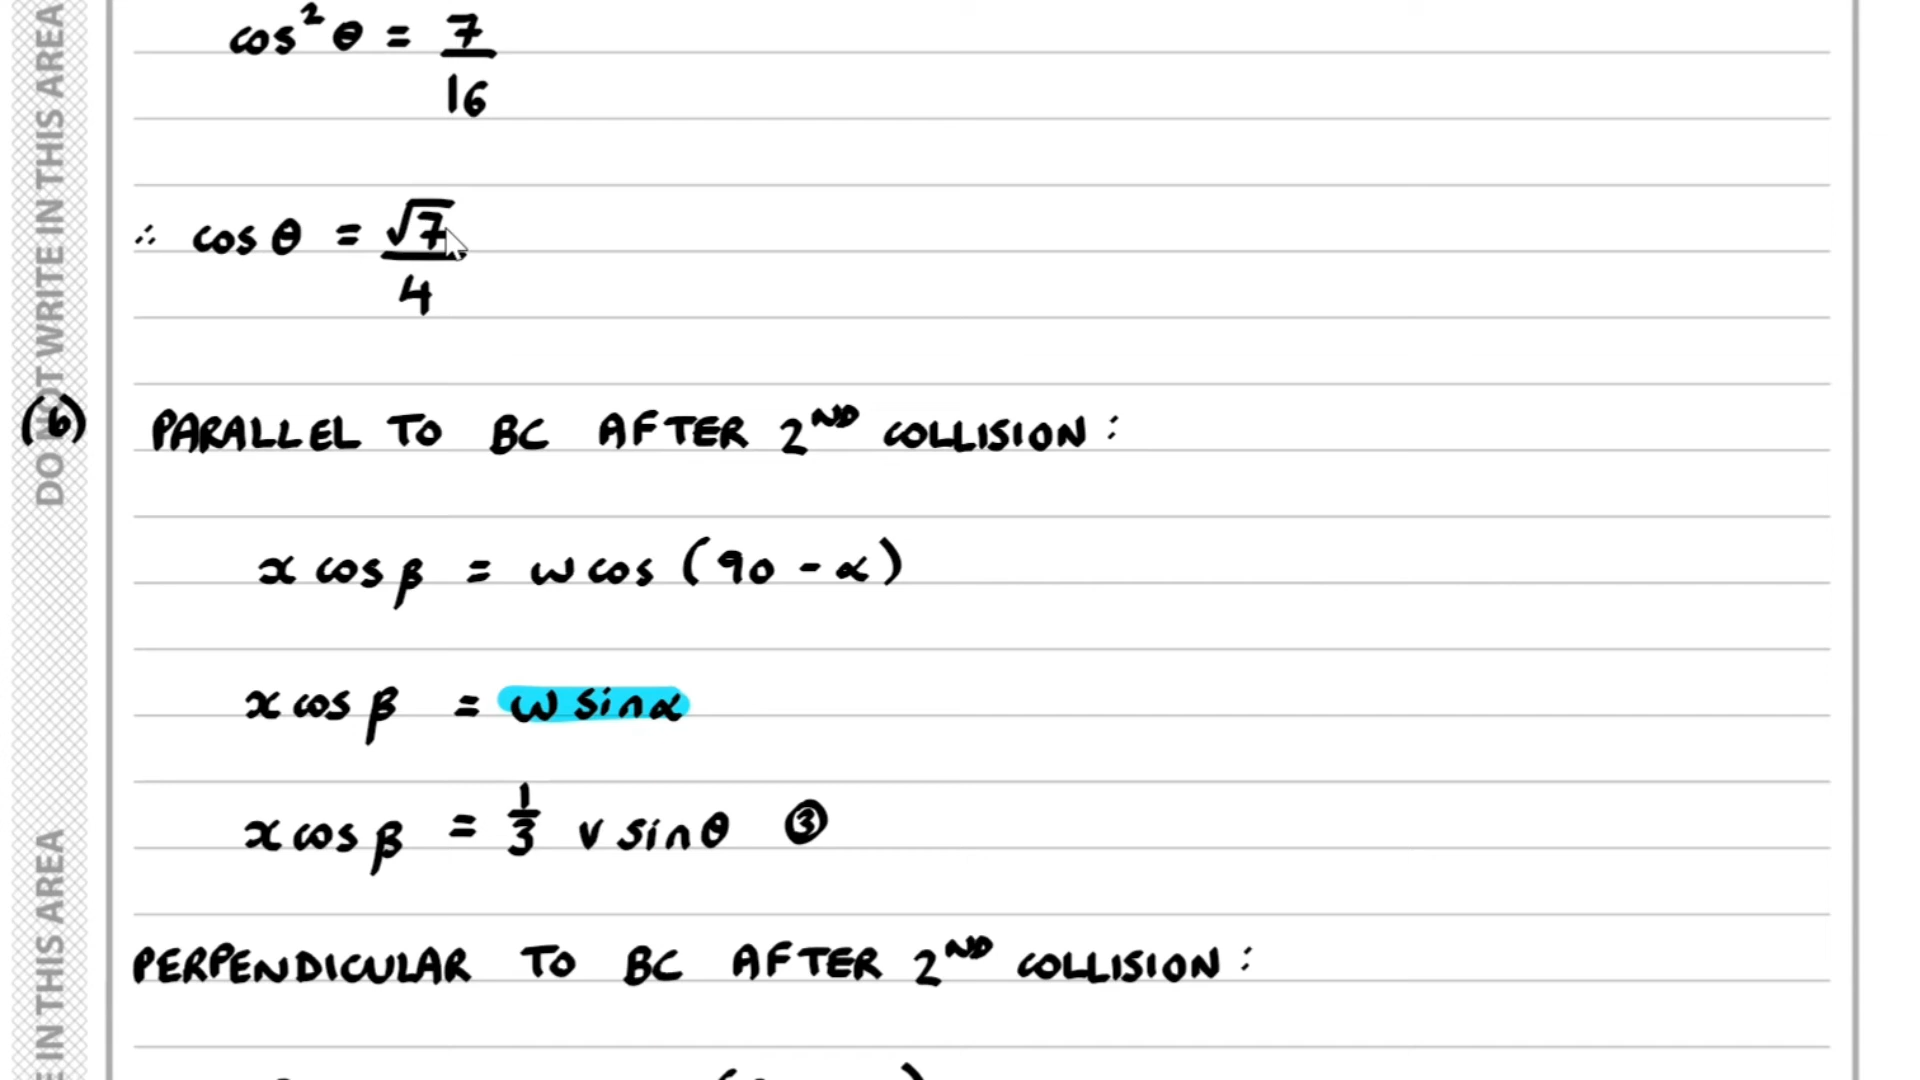 cos² θ = 7/16
∴ cos θ = √7/4
(b) PARALLEL TO BC AFTER 2ND COLLISION :
x cos β = w cos (90 - α)
x cos β = w sin α
x cos β = 1/3 v sin θ ③
PERPENDICULAR TO BC AFTER 2ND COLLISION :
DO NOT WRITE IN THIS AREA
E IN THIS AREA